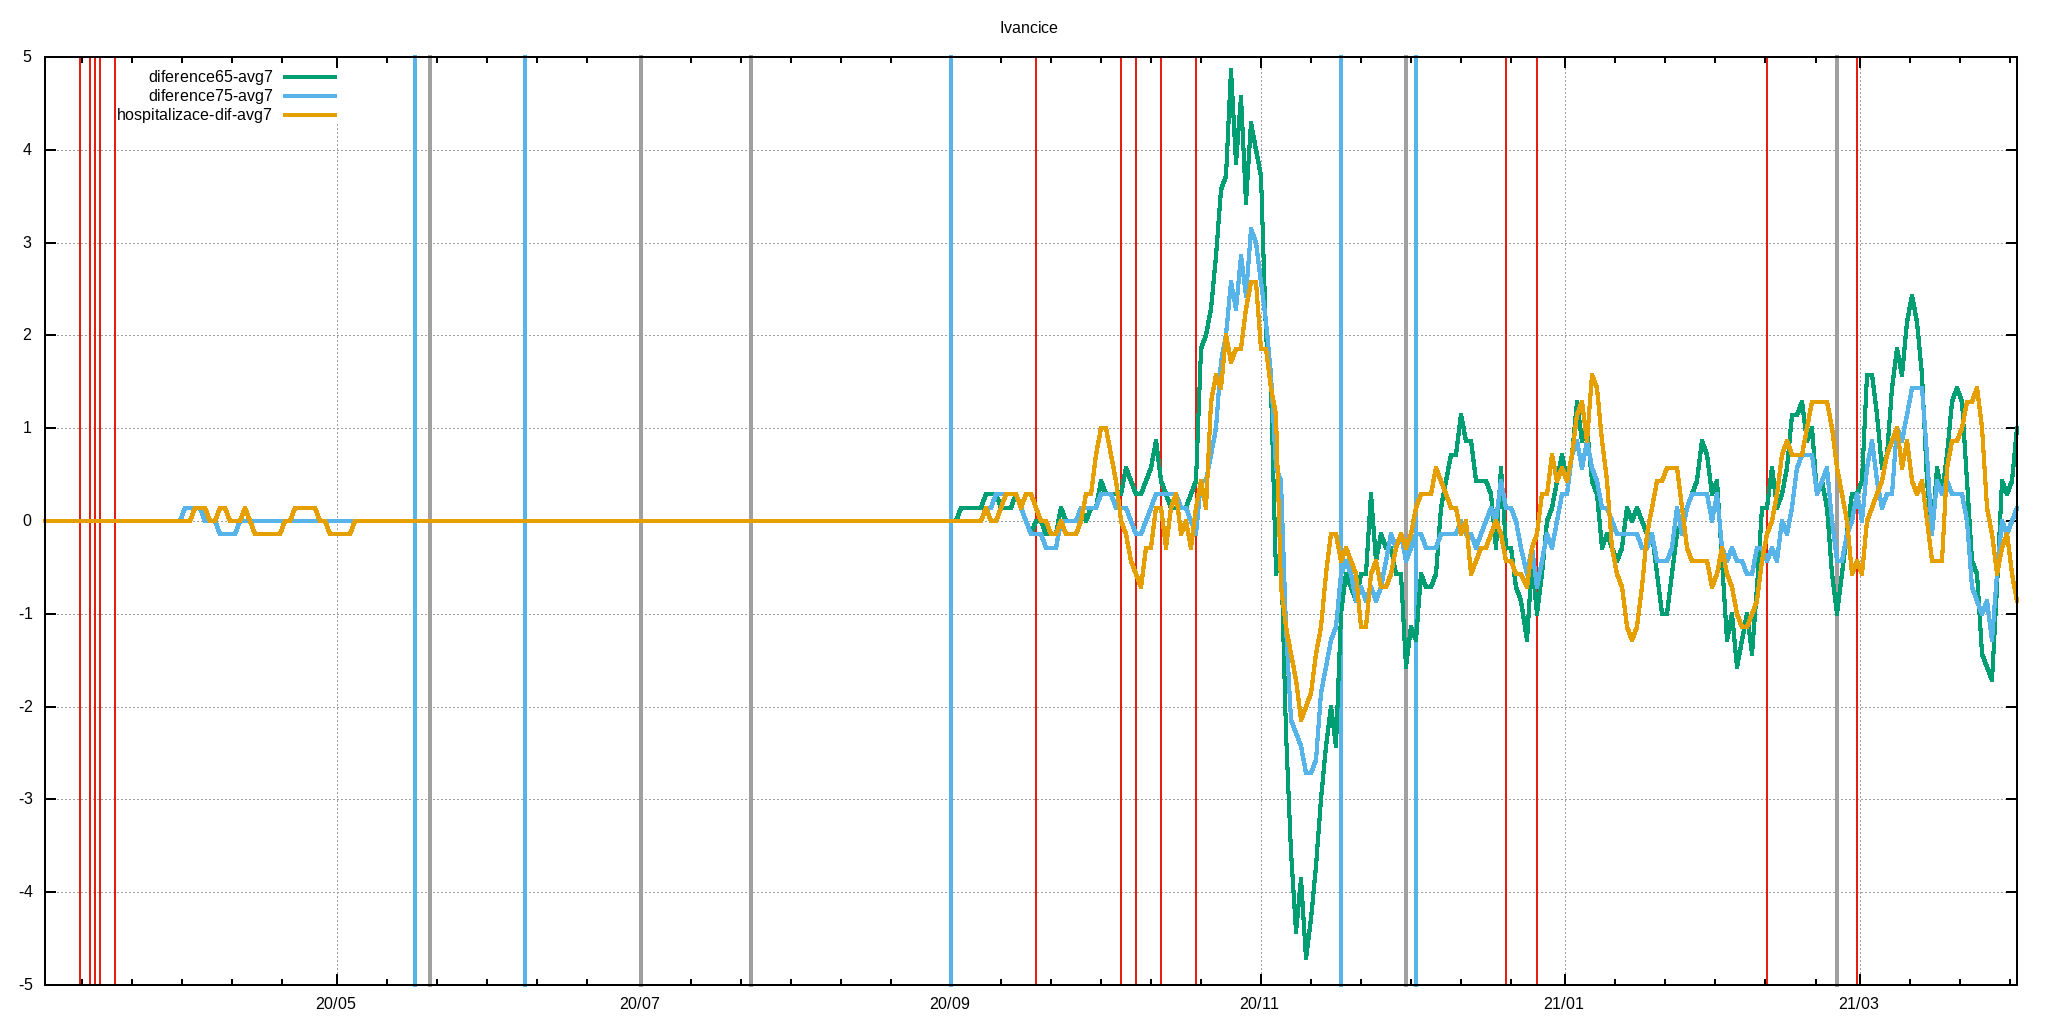 Ivancice
diference65-avg7
diference75-avg7
hospitalizace-dif-avg7
5
4
3
2
1
0
-1
-2
-3
-4
-5
20/05 20/07 20/09 20/11 21/01 21/03